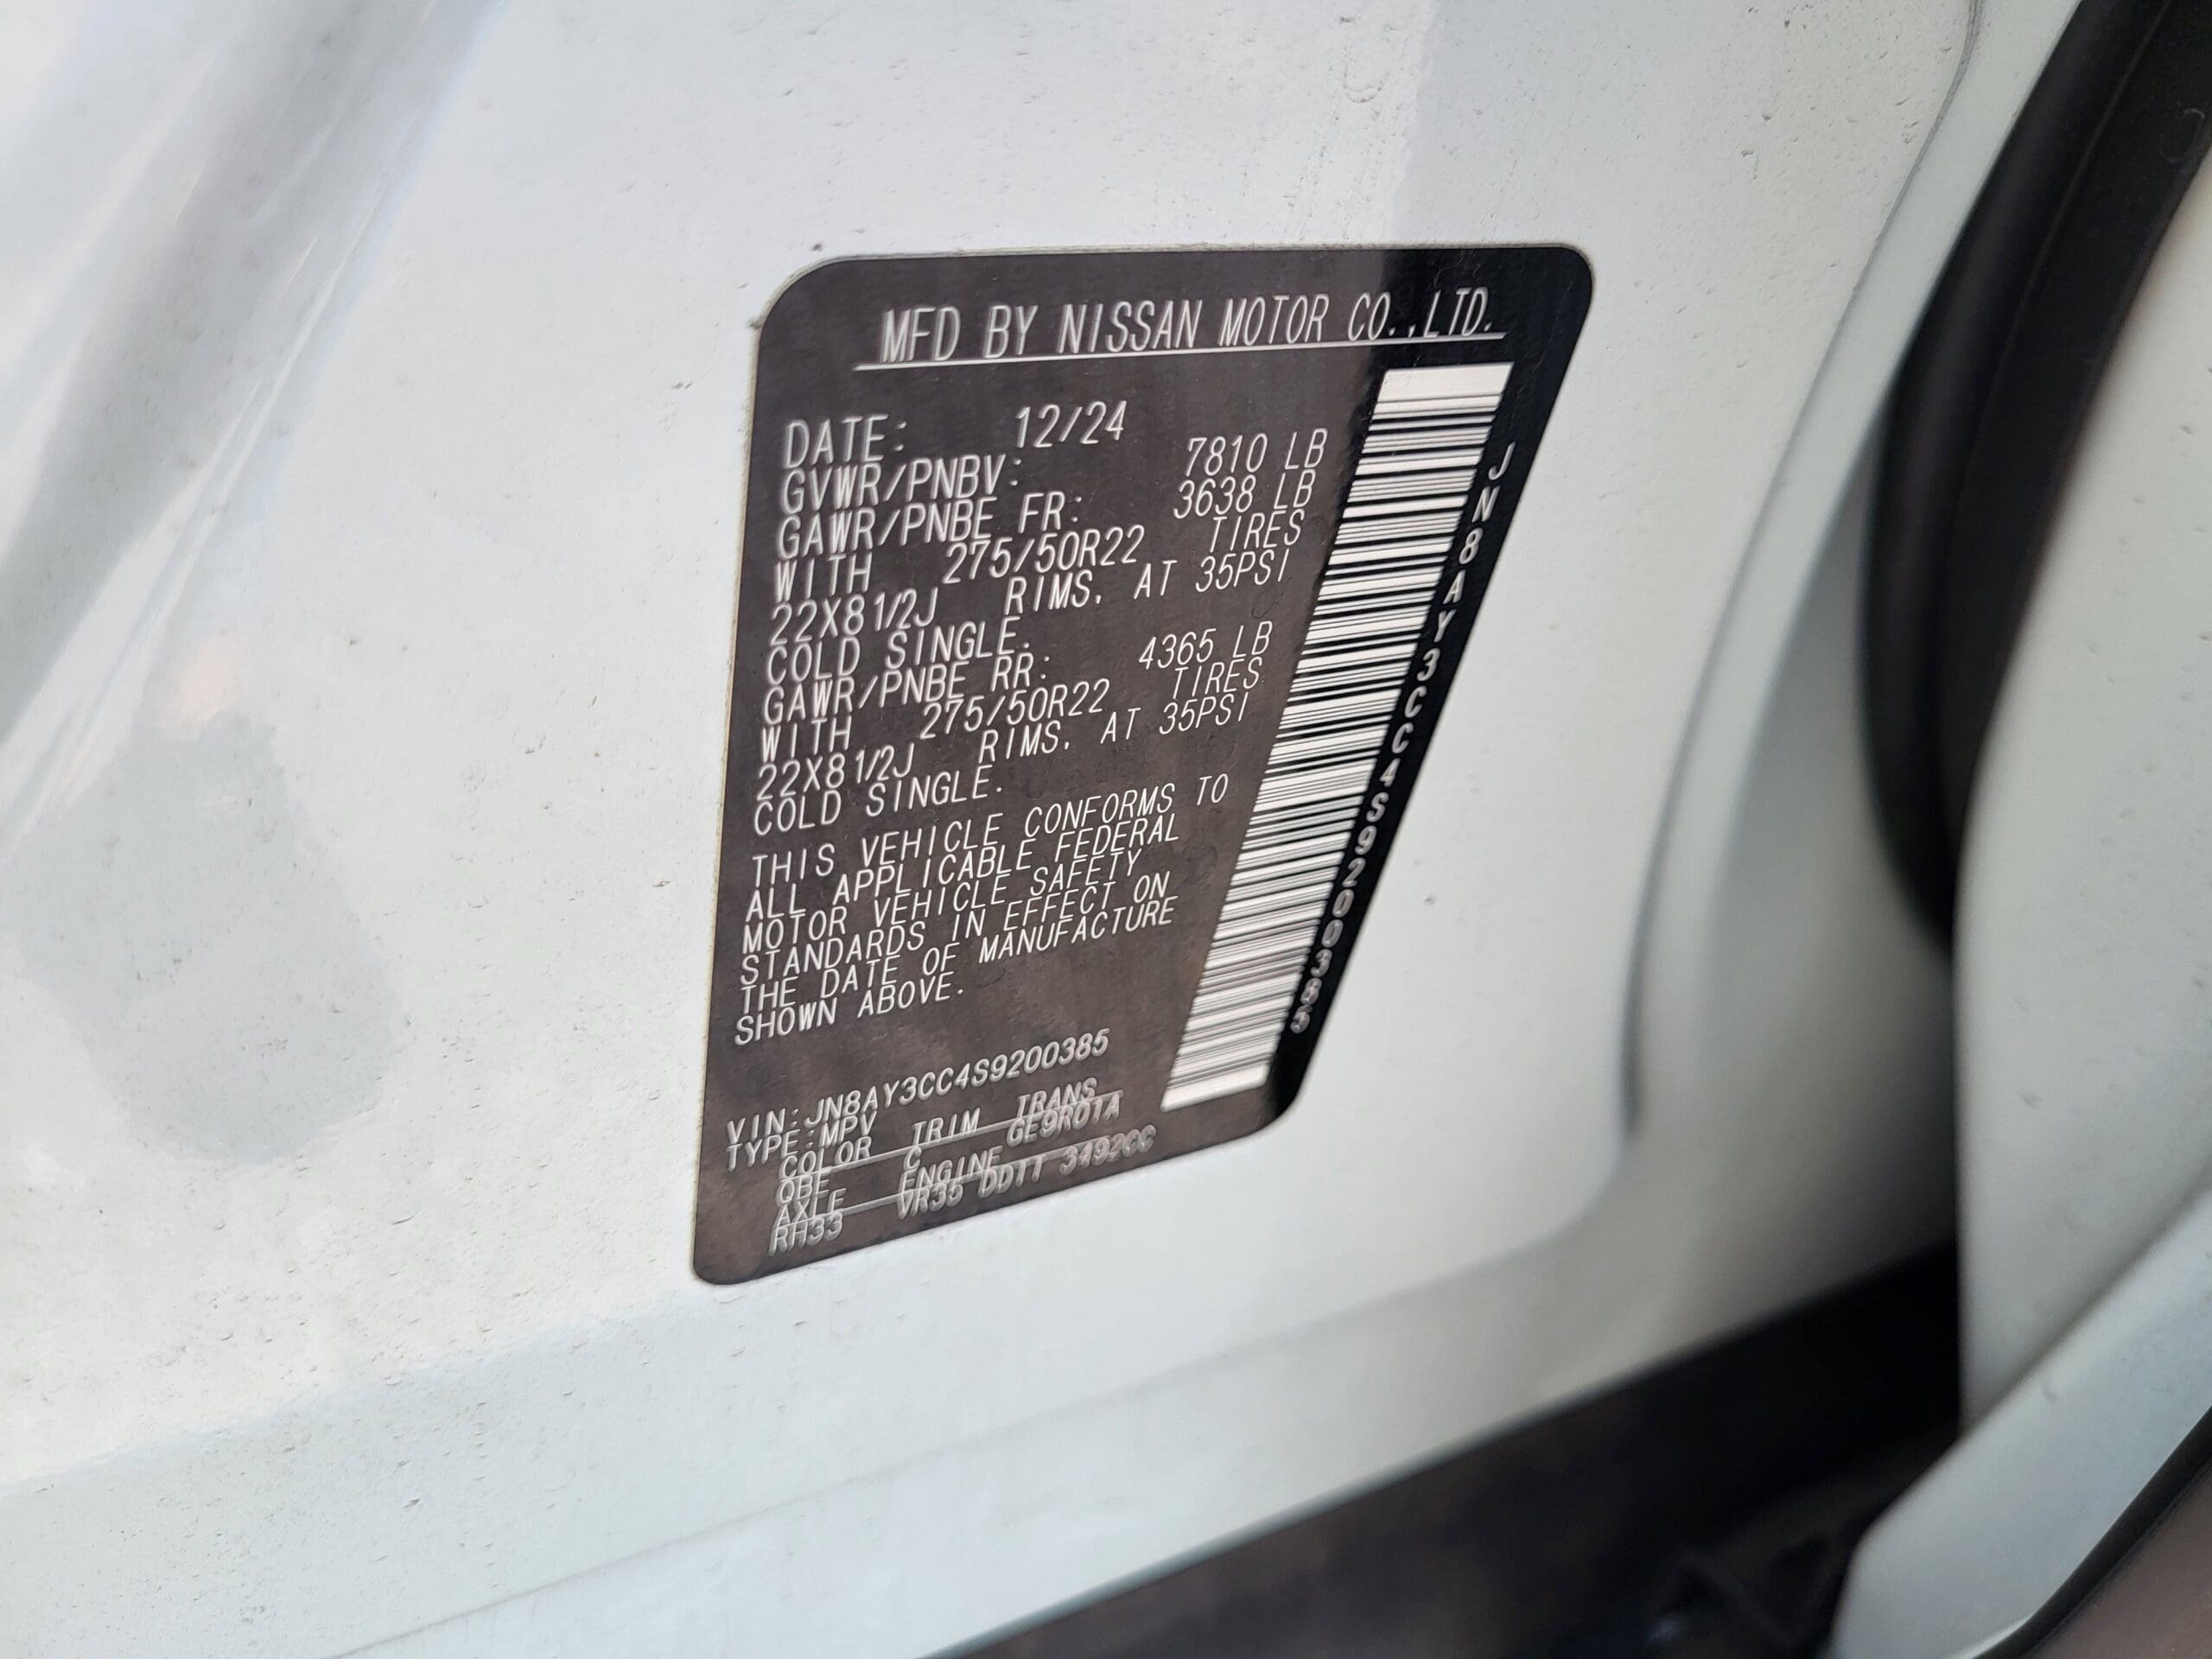 MFD BY NISSAN MOTOR CO.,LTD.
DATE: 12/24
GVWR/PNBV: 7810 LB
GAWR/PNBE FR: 3638 LB
WITH 275/50R22 TIRES
22X81/2J RIMS, AT 35PSI
COLD SINGLE.
GAWR/PNBE RR: 4365 LB
WITH 275/50R22 TIRES
22X81/2J RIMS, AT 35PSI
COLD SINGLE.
THIS VEHICLE CONFORMS TO
ALL APPLICABLE FEDERAL
MOTOR VEHICLE SAFETY
STANDARDS IN EFFECT ON
THE DATE OF MANUFACTURE
SHOWN ABOVE.
VIN:JN8AY3CC4S9200385
TYPE:MPV
COLOR TRIM TRANS
QBE C GE9R01A
AXLE ENGINE
RH33 VR35 DDTT 3492CC
JN8AY3CC4S9200385